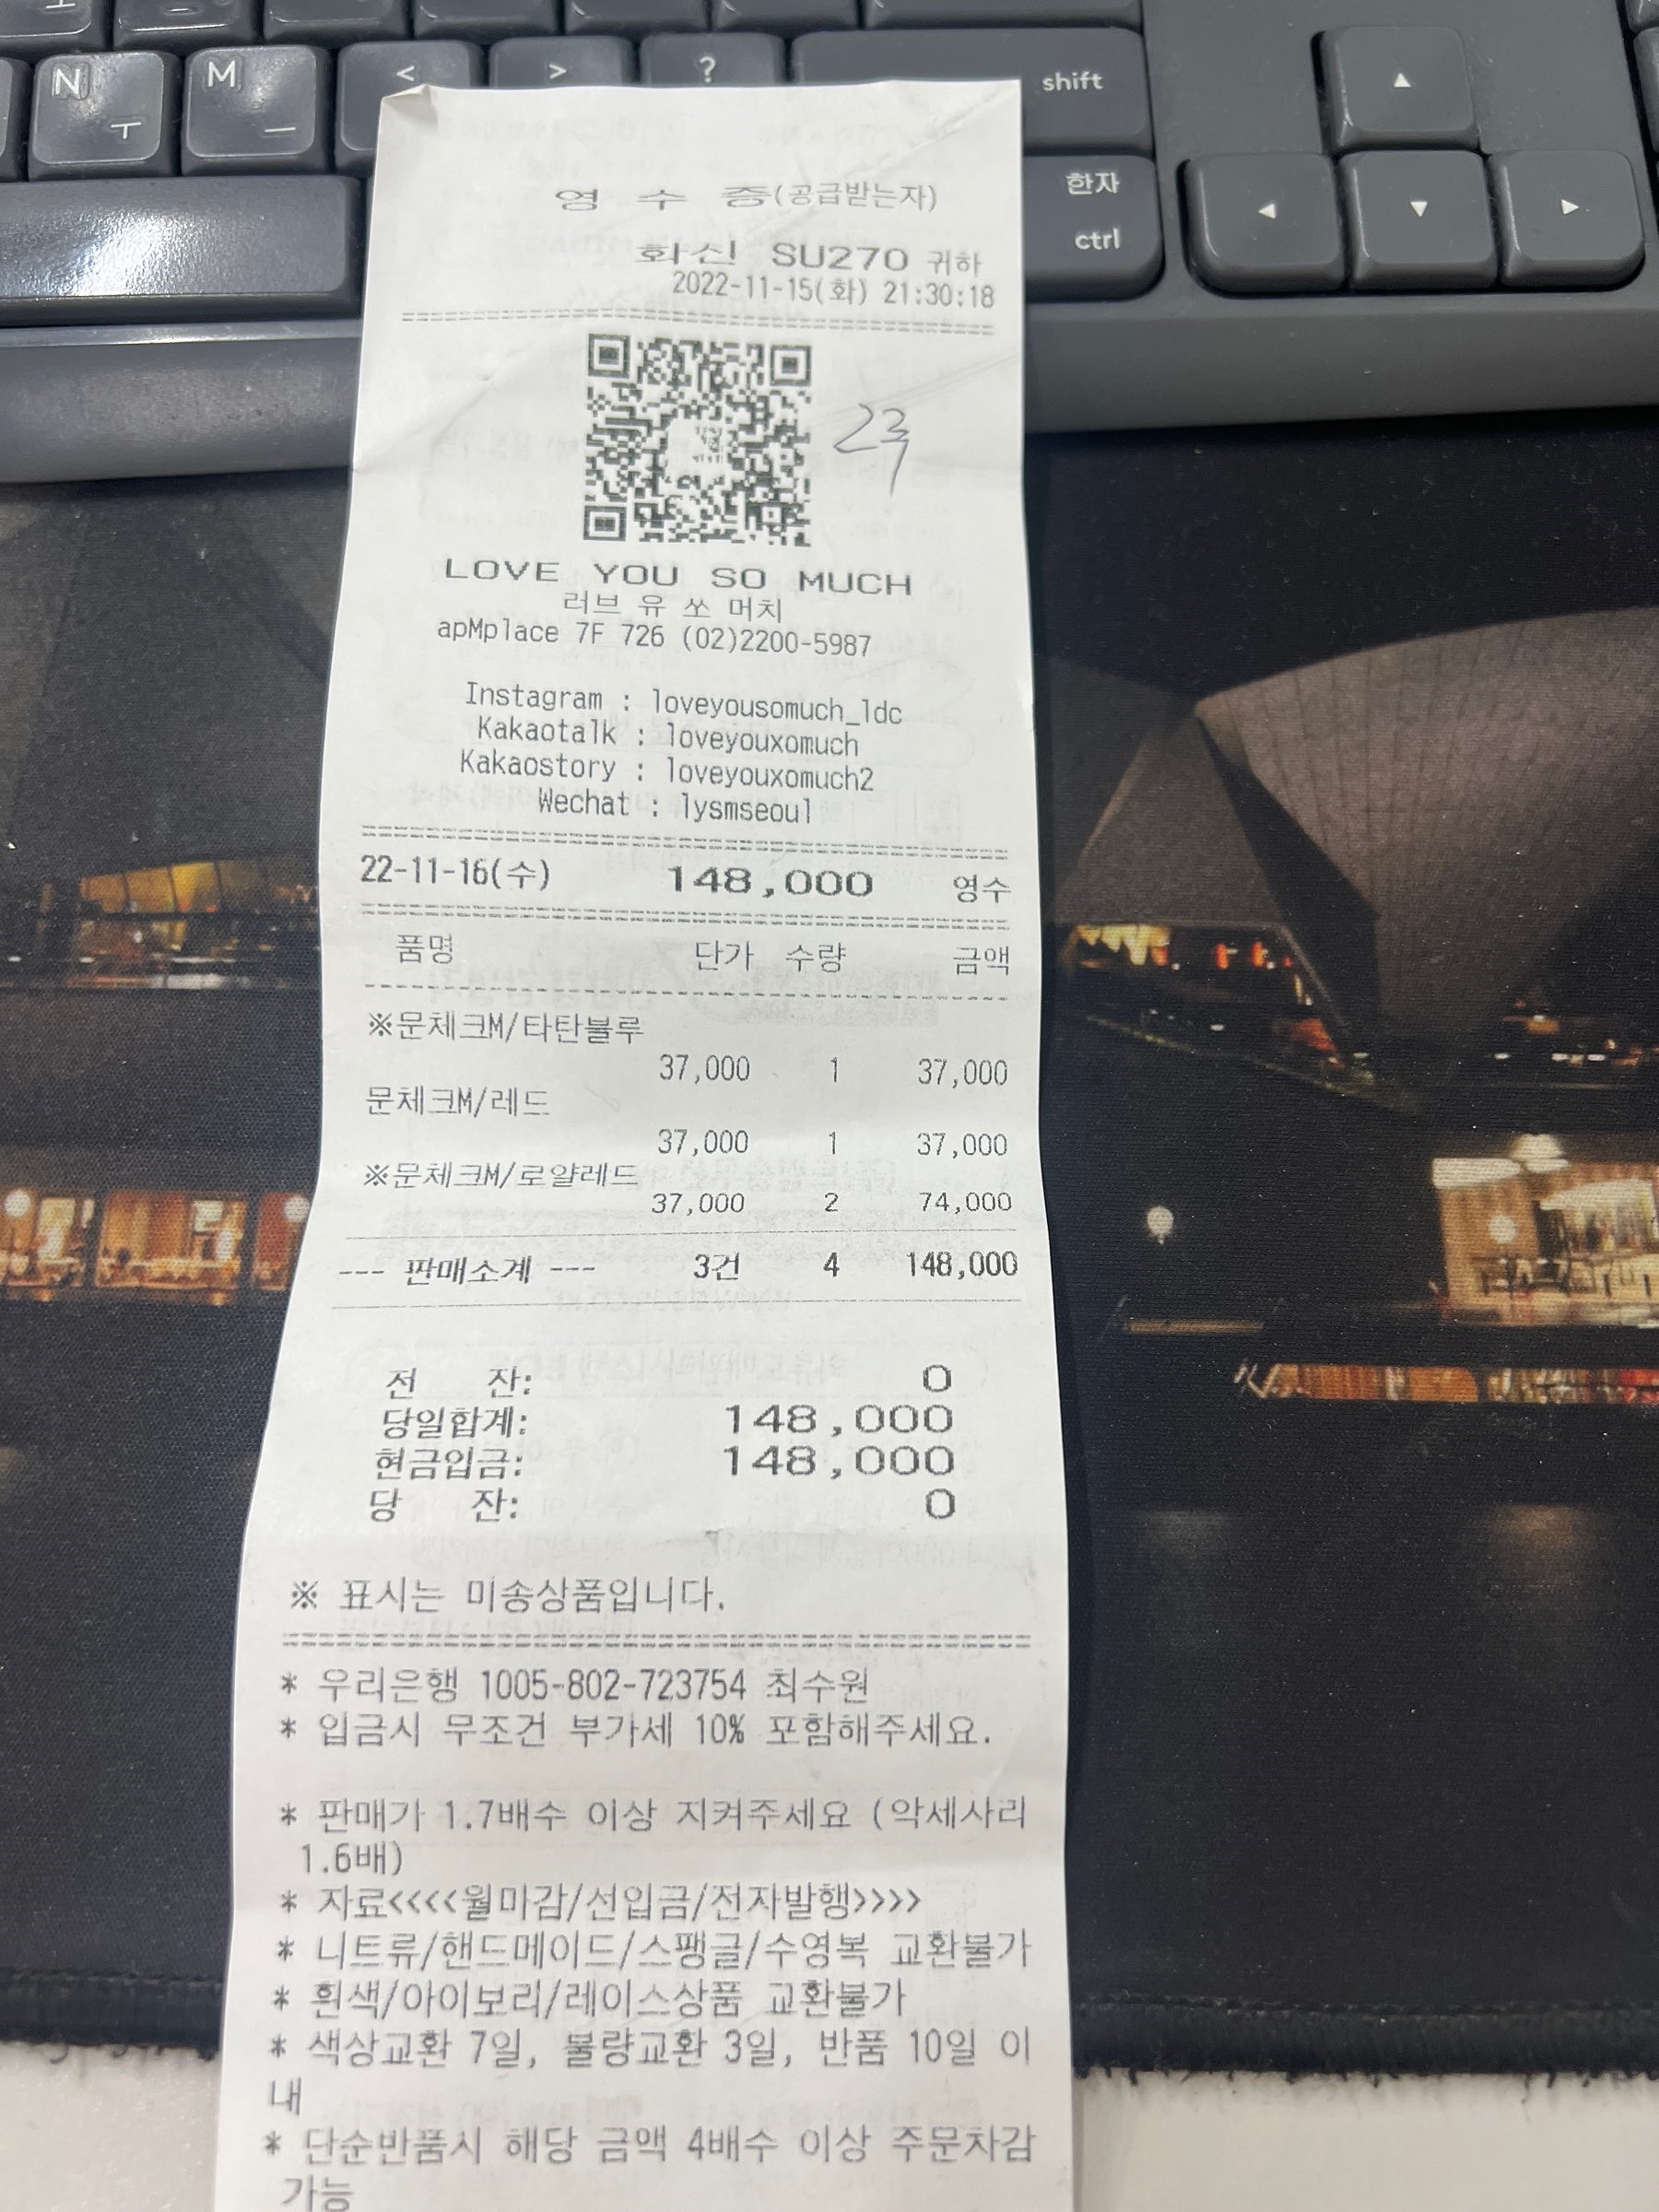 N
ㅜ
M
ㅡ
<
>
?
shift
▲
한자
ctrl
◀
▼
▶
영 수 증(공급받는자)
화신 SU270 귀하
2022-11-15(화) 21:30:18
LOVE YOU SO MUCH
러브 유 쏘 머치
apMplace 7F 726 (02)2200-5987
Instagram : loveyousomuch_ldc
Kakaotalk : loveyouxomuch
Kakaostory : loveyouxomuch2
Wechat : lysmseoul
22-11-16(수) 148,000 영수
품명 단가 수량 금액
※문체크M/타탄블루
37,000 1 37,000
문체크M/레드
37,000 1 37,000
※문체크M/로얄레드
37,000 2 74,000
--- 판매소계 --- 3건 4 148,000
전 잔: 0
당일합계: 148,000
현금입금: 148,000
당 잔: 0
※ 표시는 미송상품입니다.
* 우리은행 1005-802-723754 최수원
* 입금시 무조건 부가세 10% 포함해주세요.
* 판매가 1.7배수 이상 지켜주세요 (악세사리
1.6배)
* 자료<<<<월마감/선입금/전자발행>>>>
* 니트류/핸드메이드/스팽글/수영복 교환불가
* 흰색/아이보리/레이스상품 교환불가
* 색상교환 7일, 불량교환 3일, 반품 10일 이
내
* 단순반품시 해당 금액 4배수 이상 주문차감
가능